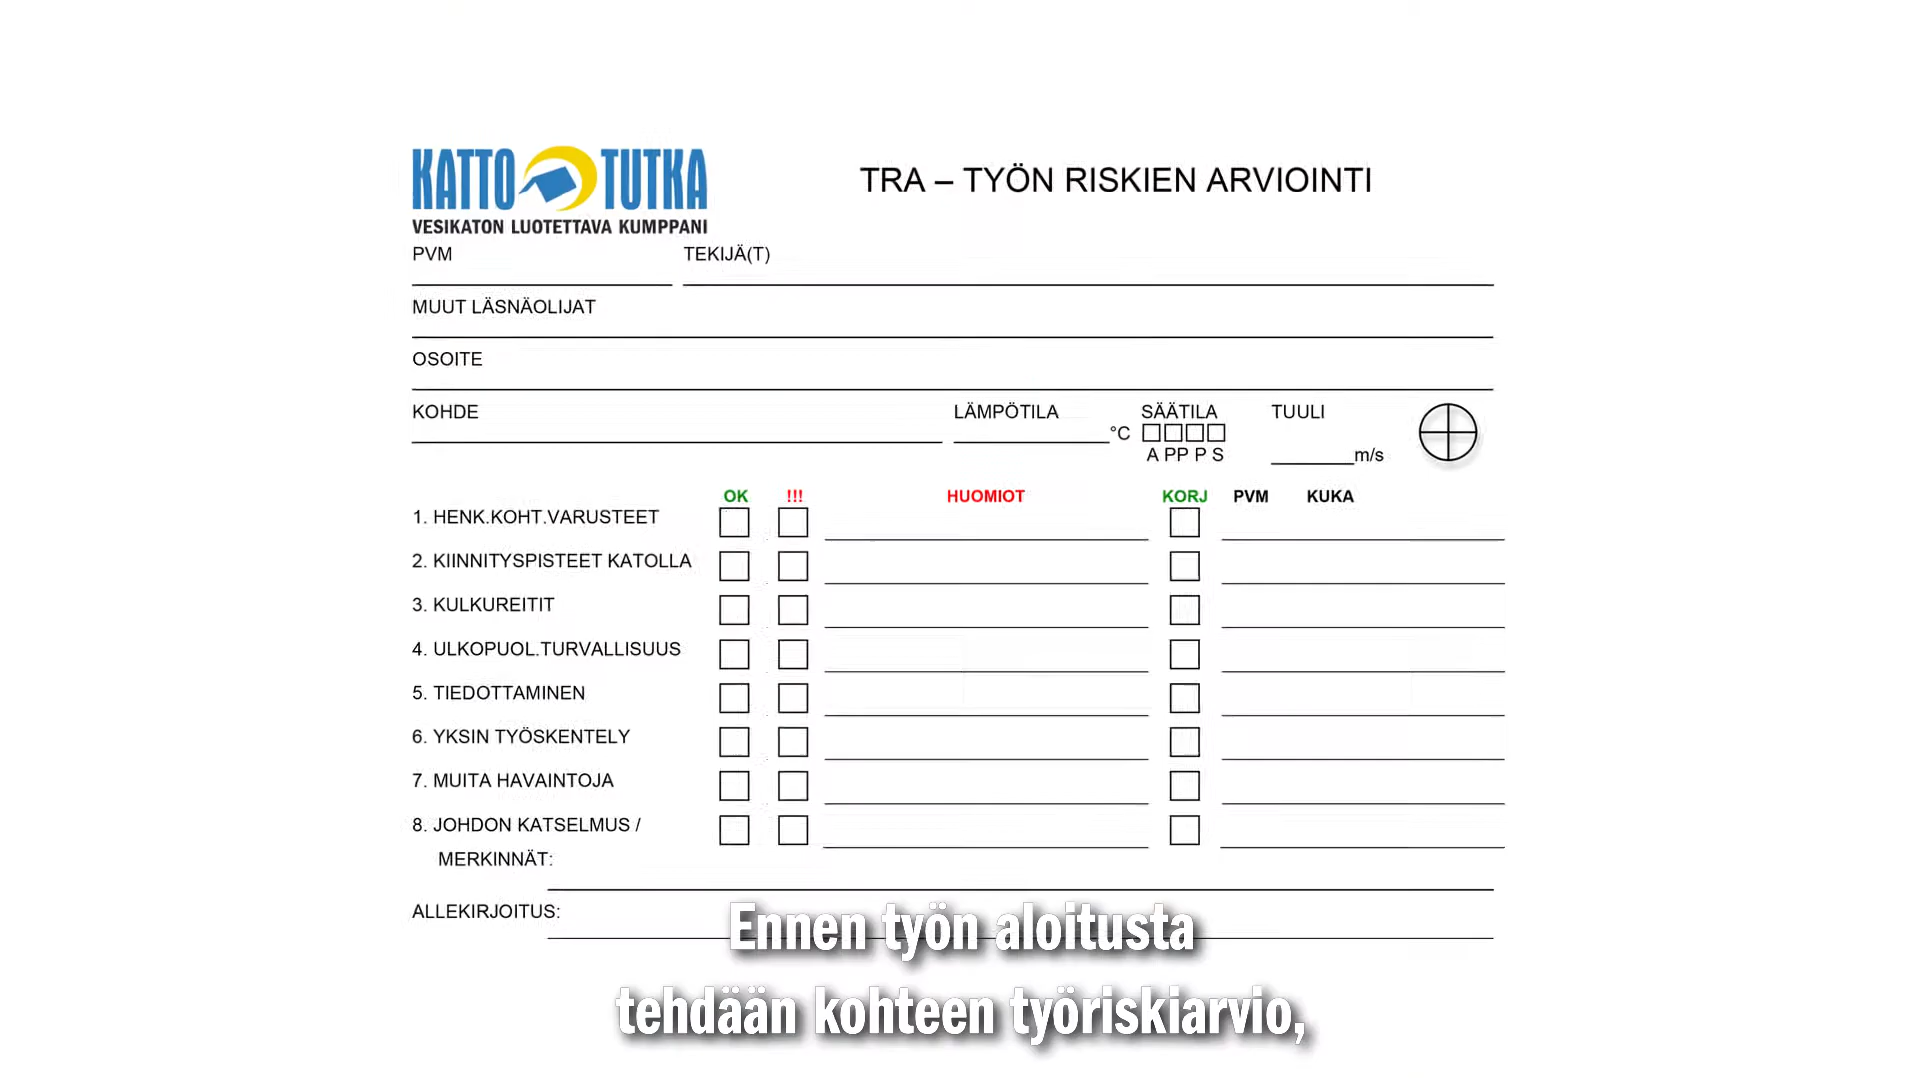 KATTO TUTKA
VESIKATON LUOTETTAVA KUMPPANI
TRA – TYÖN RISKIEN ARVIOINTI
PVM TEKIJÄ(T)
MUUT LÄSNÄOLIJAT
OSOITE
KOHDE LÄMPÖTILA °C SÄÄTILA TUULI
A PP P S m/s
OK !!! HUOMIOT KORJ PVM KUKA
1. HENK.KOHT.VARUSTEET
2. KIINNITYSPISTEET KATOLLA
3. KULKUREITIT
4. ULKOPUOL.TURVALLISUUS
5. TIEDOTTAMINEN
6. YKSIN TYÖSKENTELY
7. MUITA HAVAINTOJA
8. JOHDON KATSELMUS /
MERKINNÄT:
ALLEKIRJOITUS:
Ennen työn aloitusta
tehdään kohteen työriskiarvio,